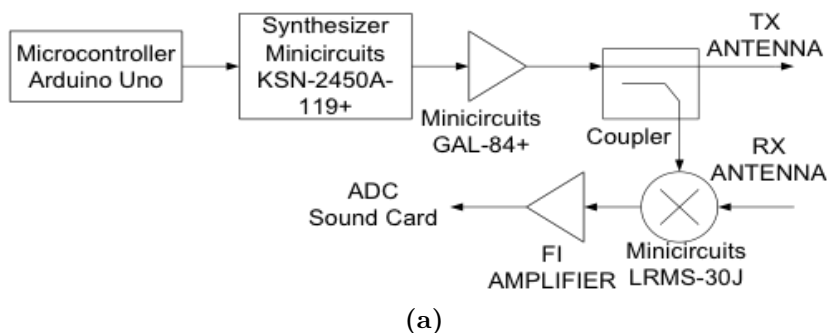 Microcontroller
Arduino Uno
Synthesizer
Minicircuits
KSN-2450A-
119+
Minicircuits
GAL-84+
Coupler
TX
ANTENNA
RX
ANTENNA
ADC
Sound Card
FI
AMPLIFIER
Minicircuits
LRMS-30J
(a)